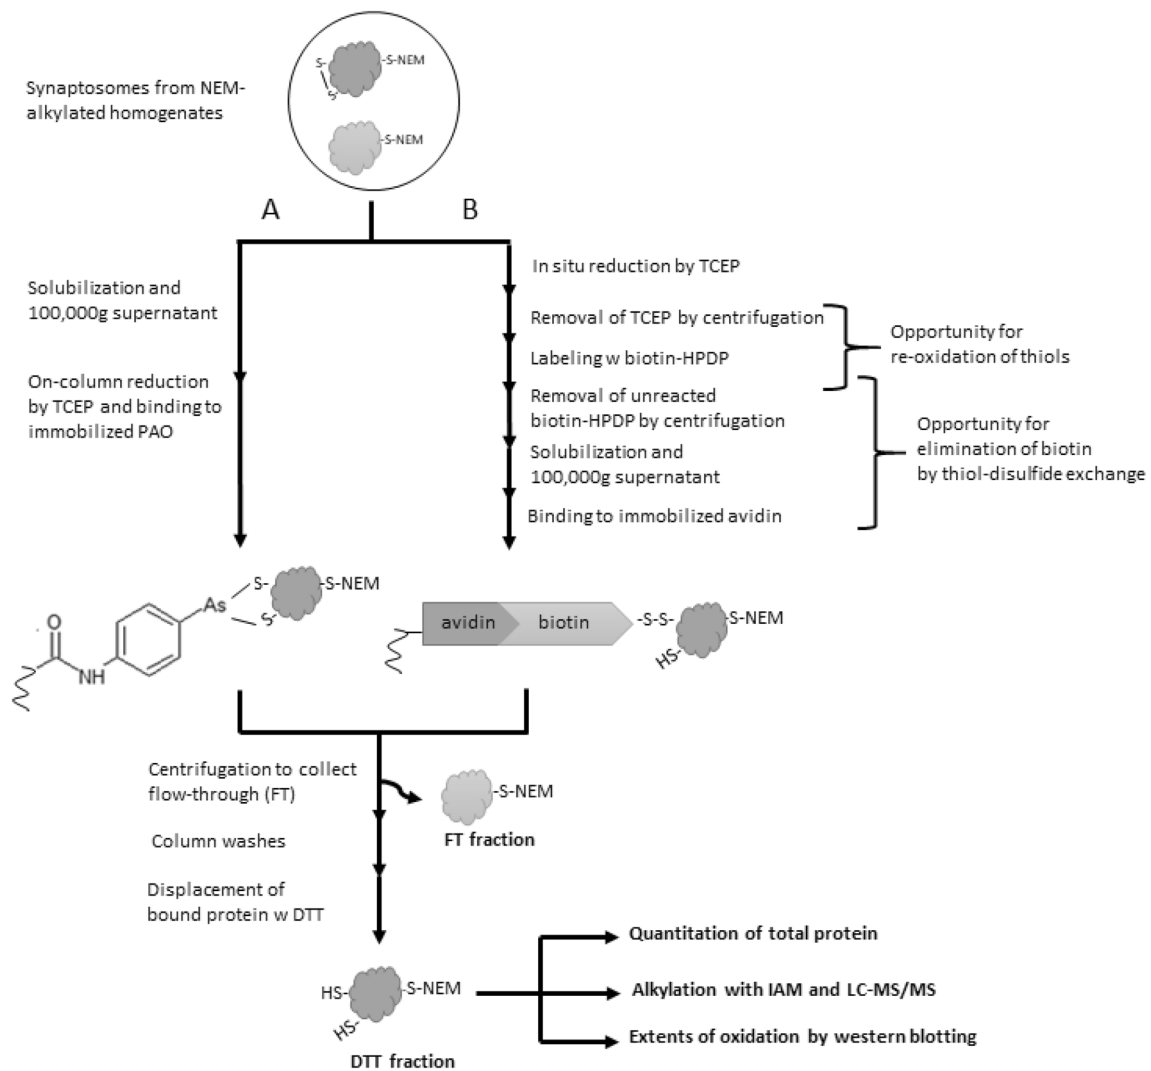 Synaptosomes from NEM-
alkylated homogenates
S-
S-
-S-NEM
-S-NEM
A
B
Solubilization and
100,000g supernatant
On-column reduction
by TCEP and binding to
immobilized PAO
In situ reduction by TCEP
Removal of TCEP by centrifugation
Labeling w biotin-HPDP
Removal of unreacted
biotin-HPDP by centrifugation
Solubilization and
100,000g supernatant
Binding to immobilized avidin
Opportunity for
re-oxidation of thiols
Opportunity for
elimination of biotin
by thiol-disulfide exchange
O
NH
As
S-
S-
-S-NEM
avidin
biotin
-S-S-
HS-
-S-NEM
Centrifugation to collect
flow-through (FT)
-S-NEM
FT fraction
Column washes
Displacement of
bound protein w DTT
HS-
HS-
-S-NEM
DTT fraction
Quantitation of total protein
Alkylation with IAM and LC-MS/MS
Extents of oxidation by western blotting